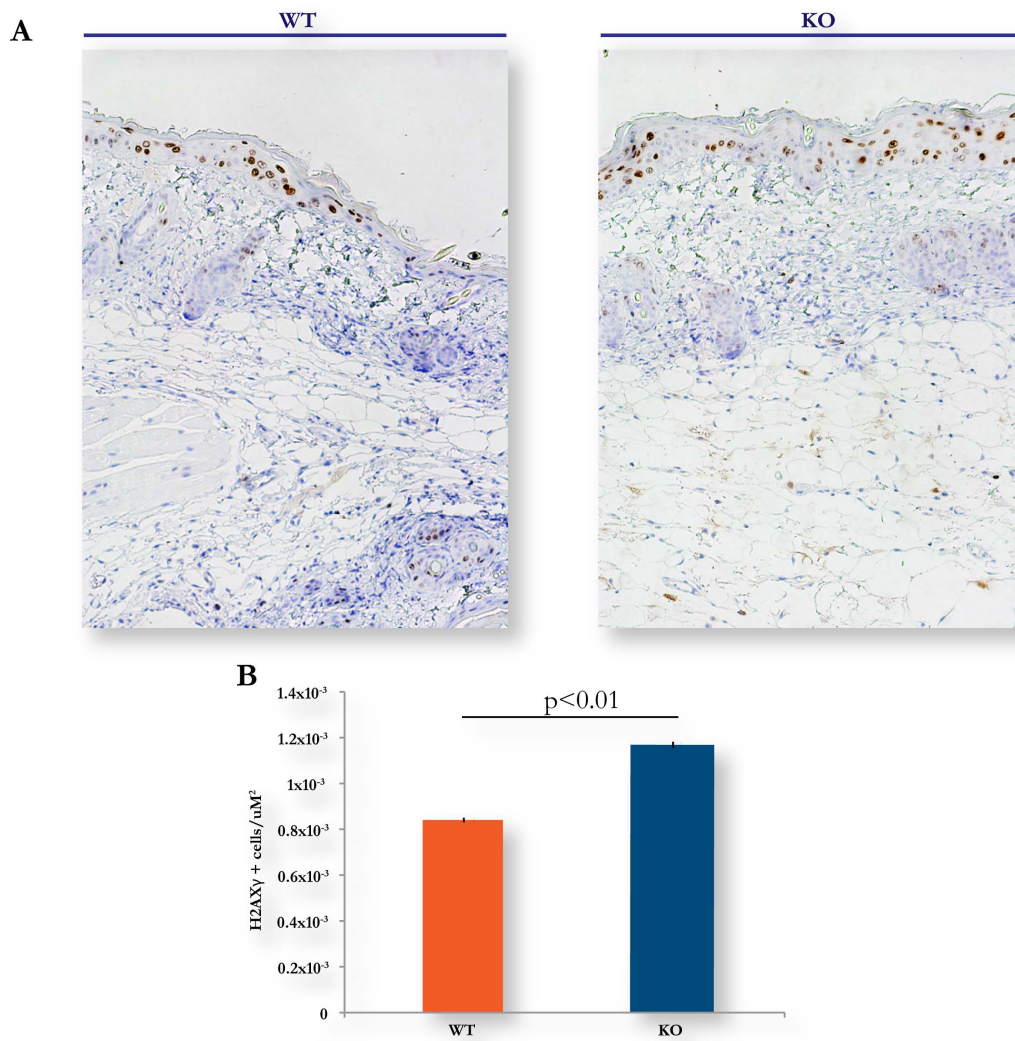 A
WT
KO
B
1.4x10⁻³
1.2x10⁻³
1x10⁻³
0.8x10⁻³
0.6x10⁻³
0.4x10⁻³
0.2x10⁻³
0
H2AXγ + cells/uM²
p<0.01
WT
KO